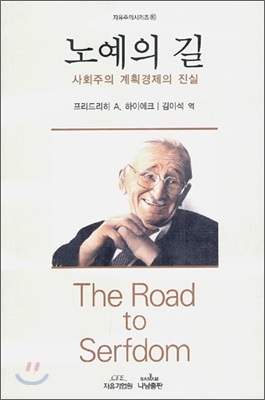 자유주의시리즈
노예의 길
사회주의 계획경제의 진실
프리드리히 A. 하이에크 | 김이석 역
The Road
to
Serfdom
CFE NANAM
자유기업원 나남출판